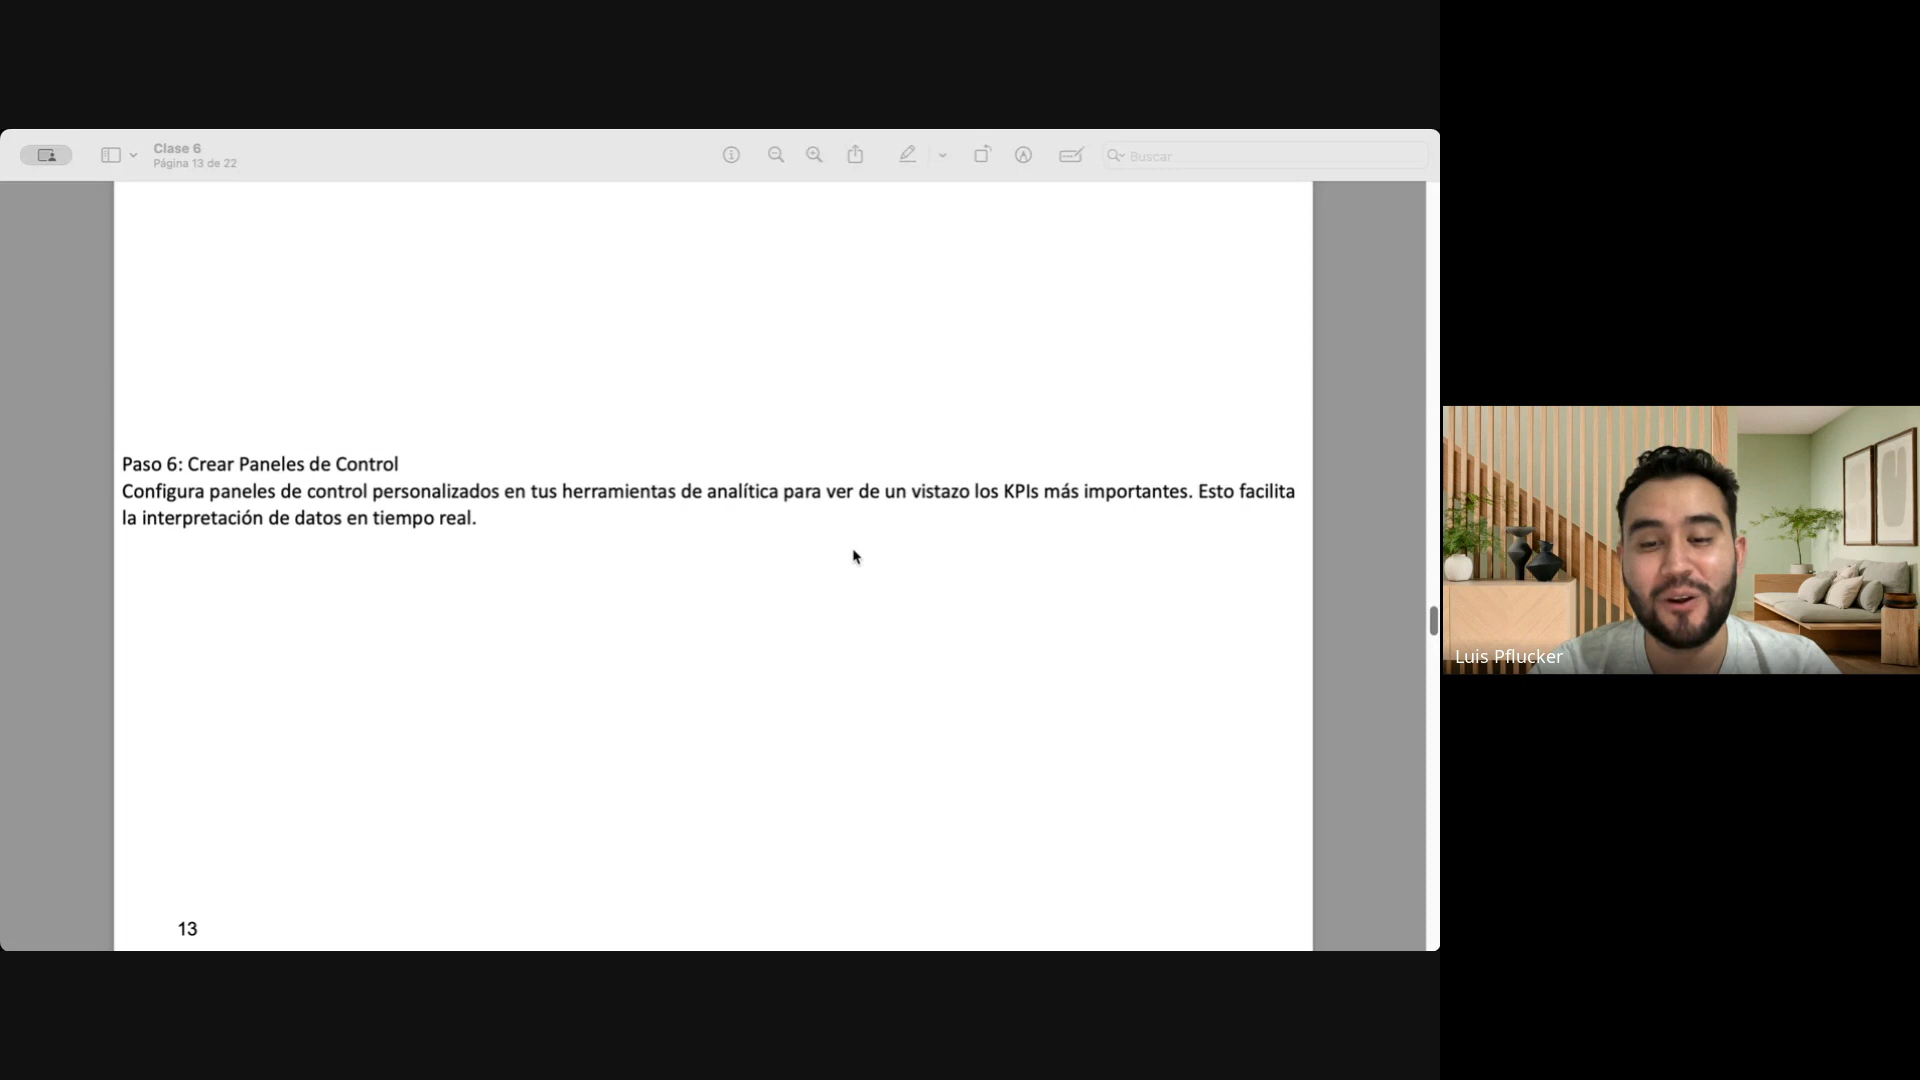 Clase 6
Página 13 de 22
Buscar
Paso 6: Crear Paneles de Control
Configura paneles de control personalizados en tus herramientas de analítica para ver de un vistazo los KPIs más importantes. Esto facilita
la interpretación de datos en tiempo real.
13
Luis Pflucker